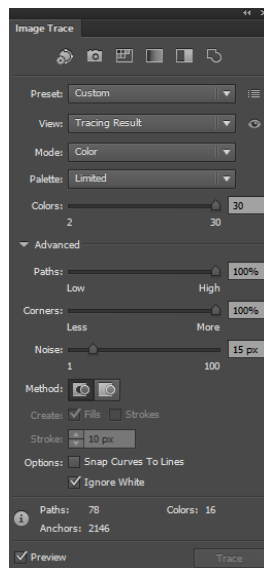 Image Trace
Preset: Custom
View: Tracing Result
Mode: Color
Palette: Limited
Colors: 30
2 30
Advanced
Paths: 100%
Low High
Corners: 100%
Less More
Noise: 15 px
1 100
Method:
Create: Fills Strokes
Stroke: 10 px
Options: Snap Curves To Lines
Ignore White
Paths: 78 Colors: 16
Anchors: 2146
Preview Trace